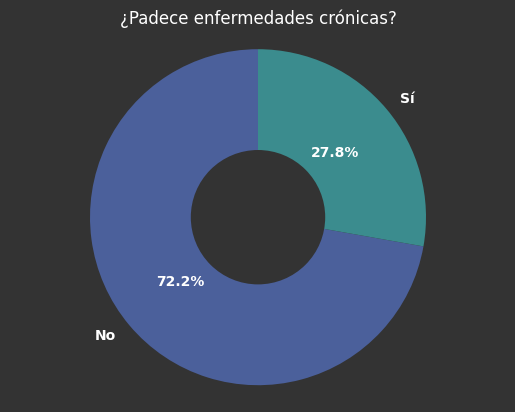 ¿Padece enfermedades crónicas?
Sí
27.8%
72.2%
No